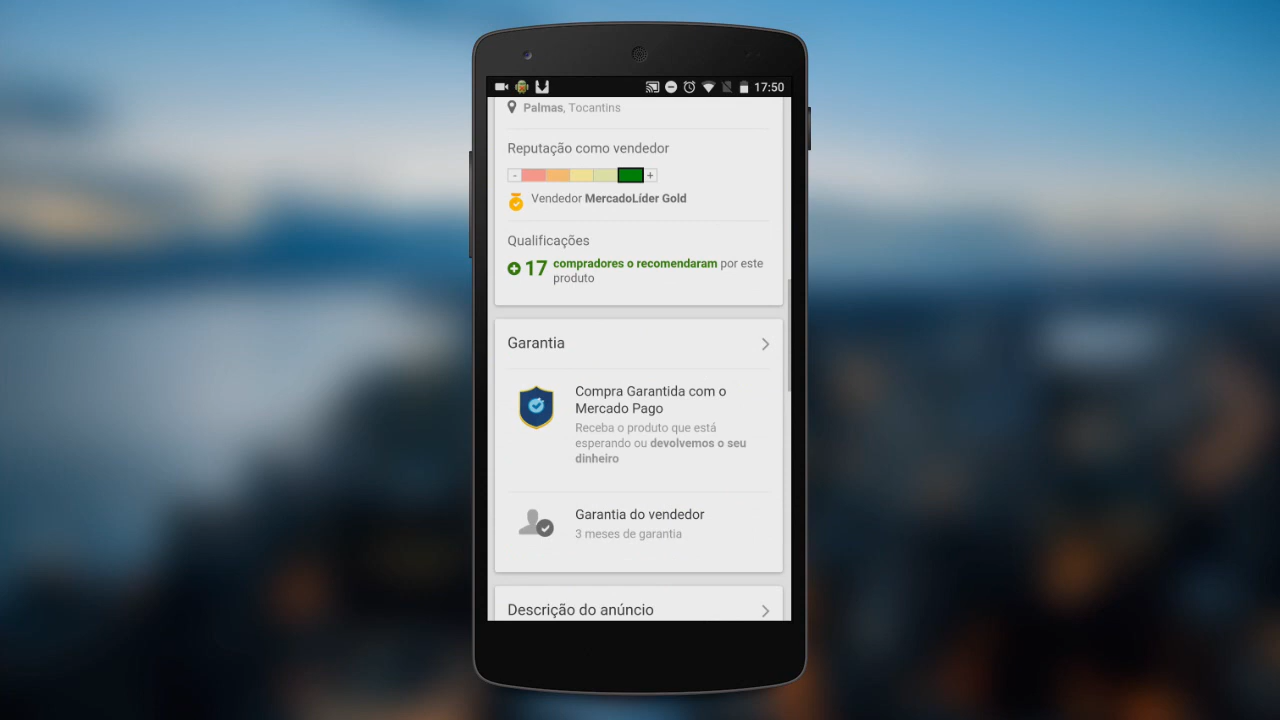 17:50
Palmas, Tocantins
Reputação como vendedor
- +
Vendedor MercadoLíder Gold
Qualificações
17 compradores o recomendaram por este
produto
Garantia
Compra Garantida com o
Mercado Pago
Receba o produto que está
esperando ou devolvemos o seu
dinheiro
Garantia do vendedor
3 meses de garantia
Descrição do anúncio